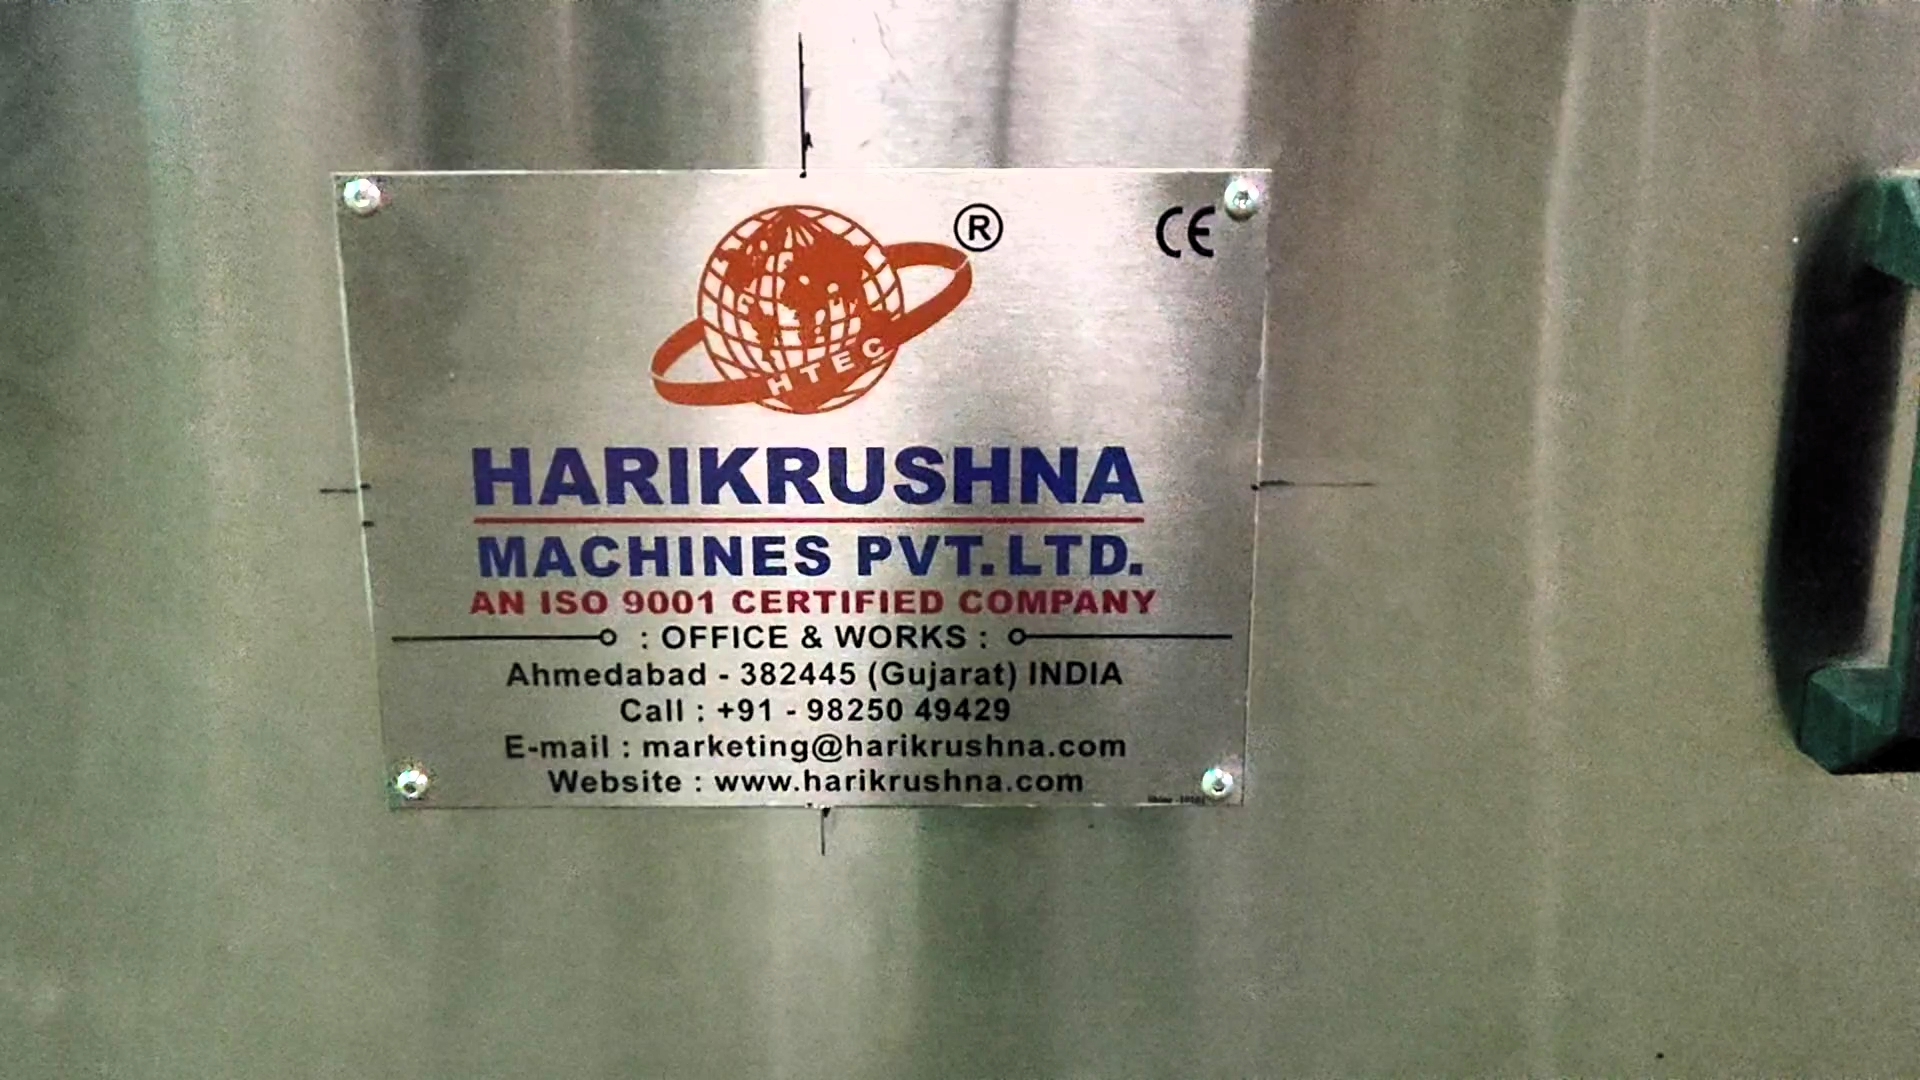 ® CE
HTEC
HARIKRUSHNA
MACHINES PVT. LTD.
AN ISO 9001 CERTIFIED COMPANY
: OFFICE & WORKS :
Ahmedabad - 382445 (Gujarat) INDIA
Call : +91 - 98250 49429
E-mail : marketing@harikrushna.com
Website : www.harikrushna.com